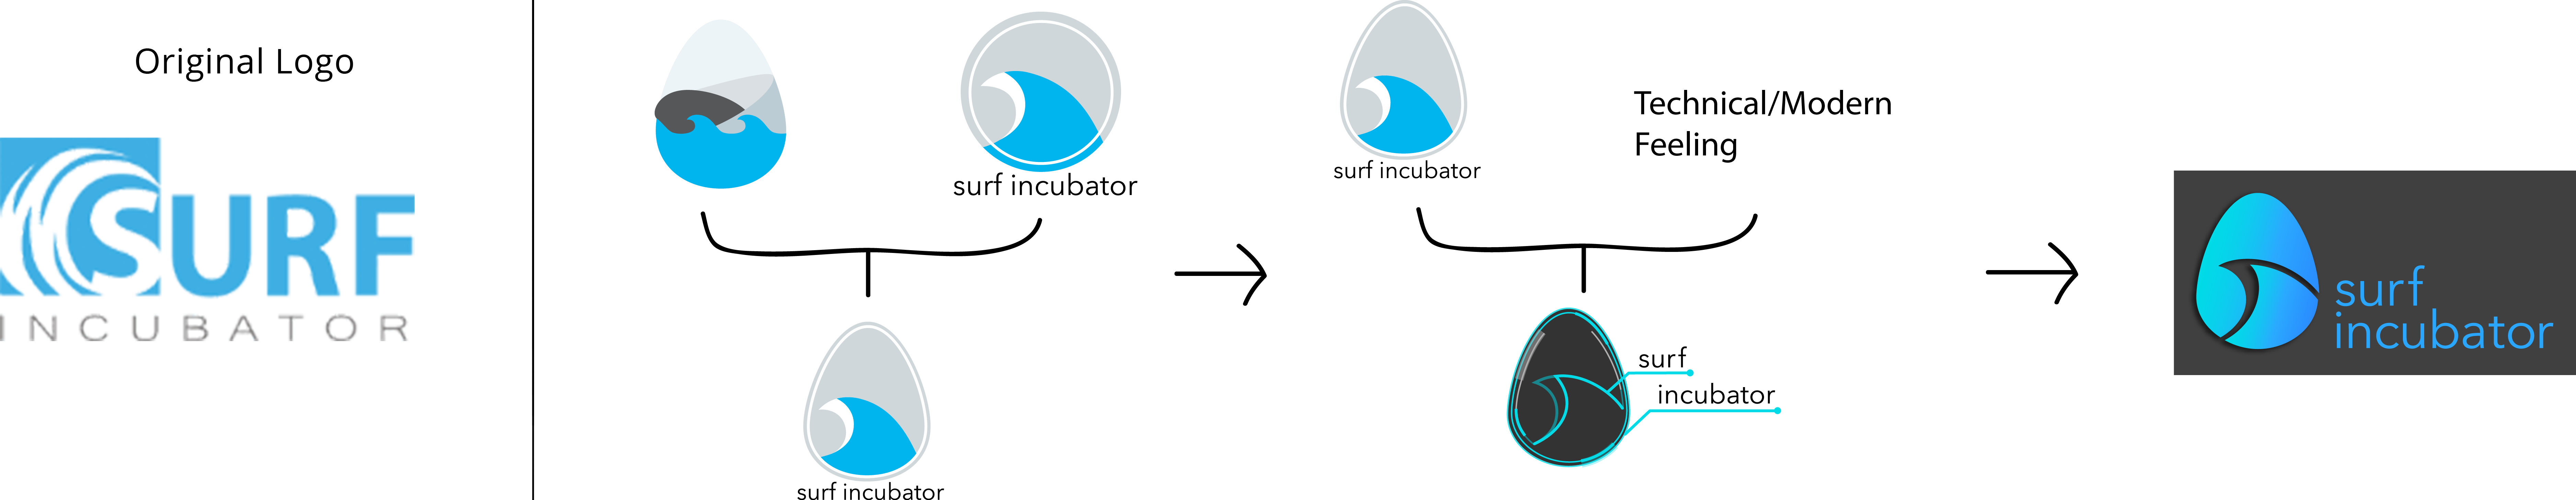 Original Logo
SURF
INCUBATOR
surf incubator
surf incubator
surf incubator
Technical/Modern
Feeling
surf
incubator
surf
incubator